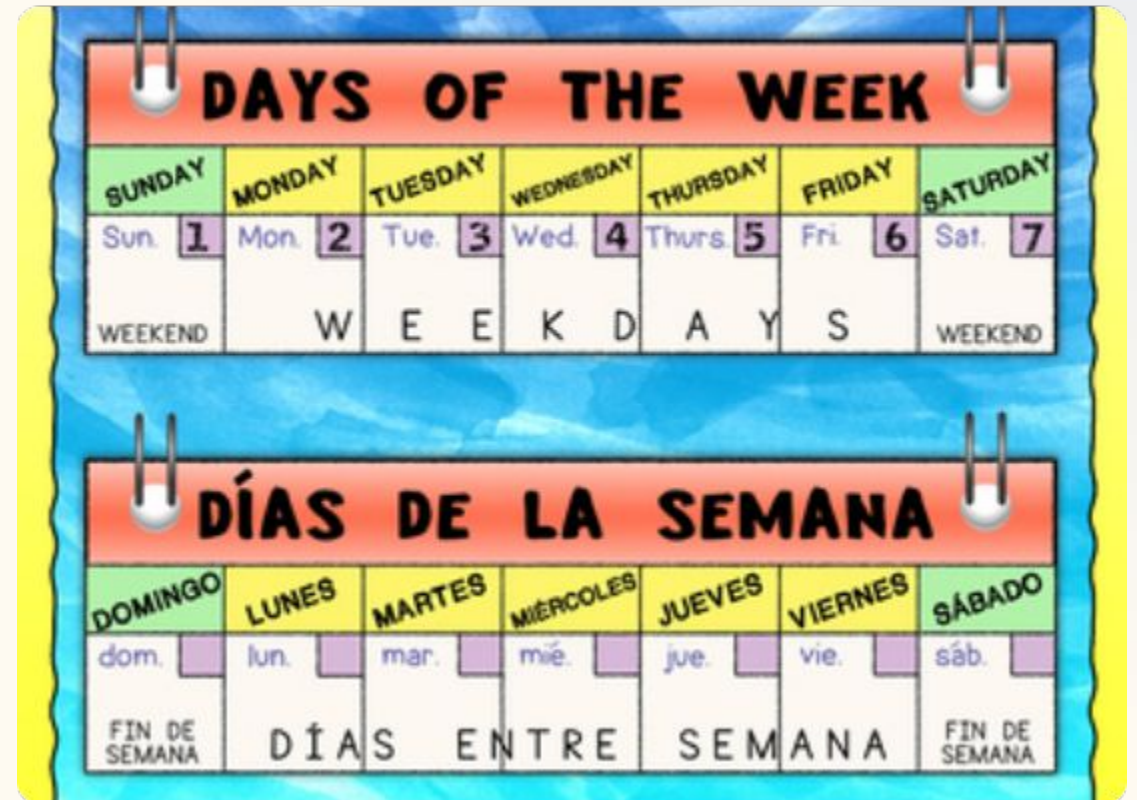 DAYS OF THE WEEK
SUNDAY MONDAY TUESDAY WEDNESDAY THURSDAY FRIDAY SATURDAY
Sun. 1 Mon. 2 Tue. 3 Wed. 4 Thurs. 5 Fri. 6 Sat. 7
WEEKEND WEEKDAYS WEEKEND
DÍAS DE LA SEMANA
DOMINGO LUNES MARTES MIÉRCOLES JUEVES VIERNES SÁBADO
dom. lun. mar. mié. jue. vie. sáb.
FIN DE SEMANA DÍAS ENTRE SEMANA FIN DE SEMANA